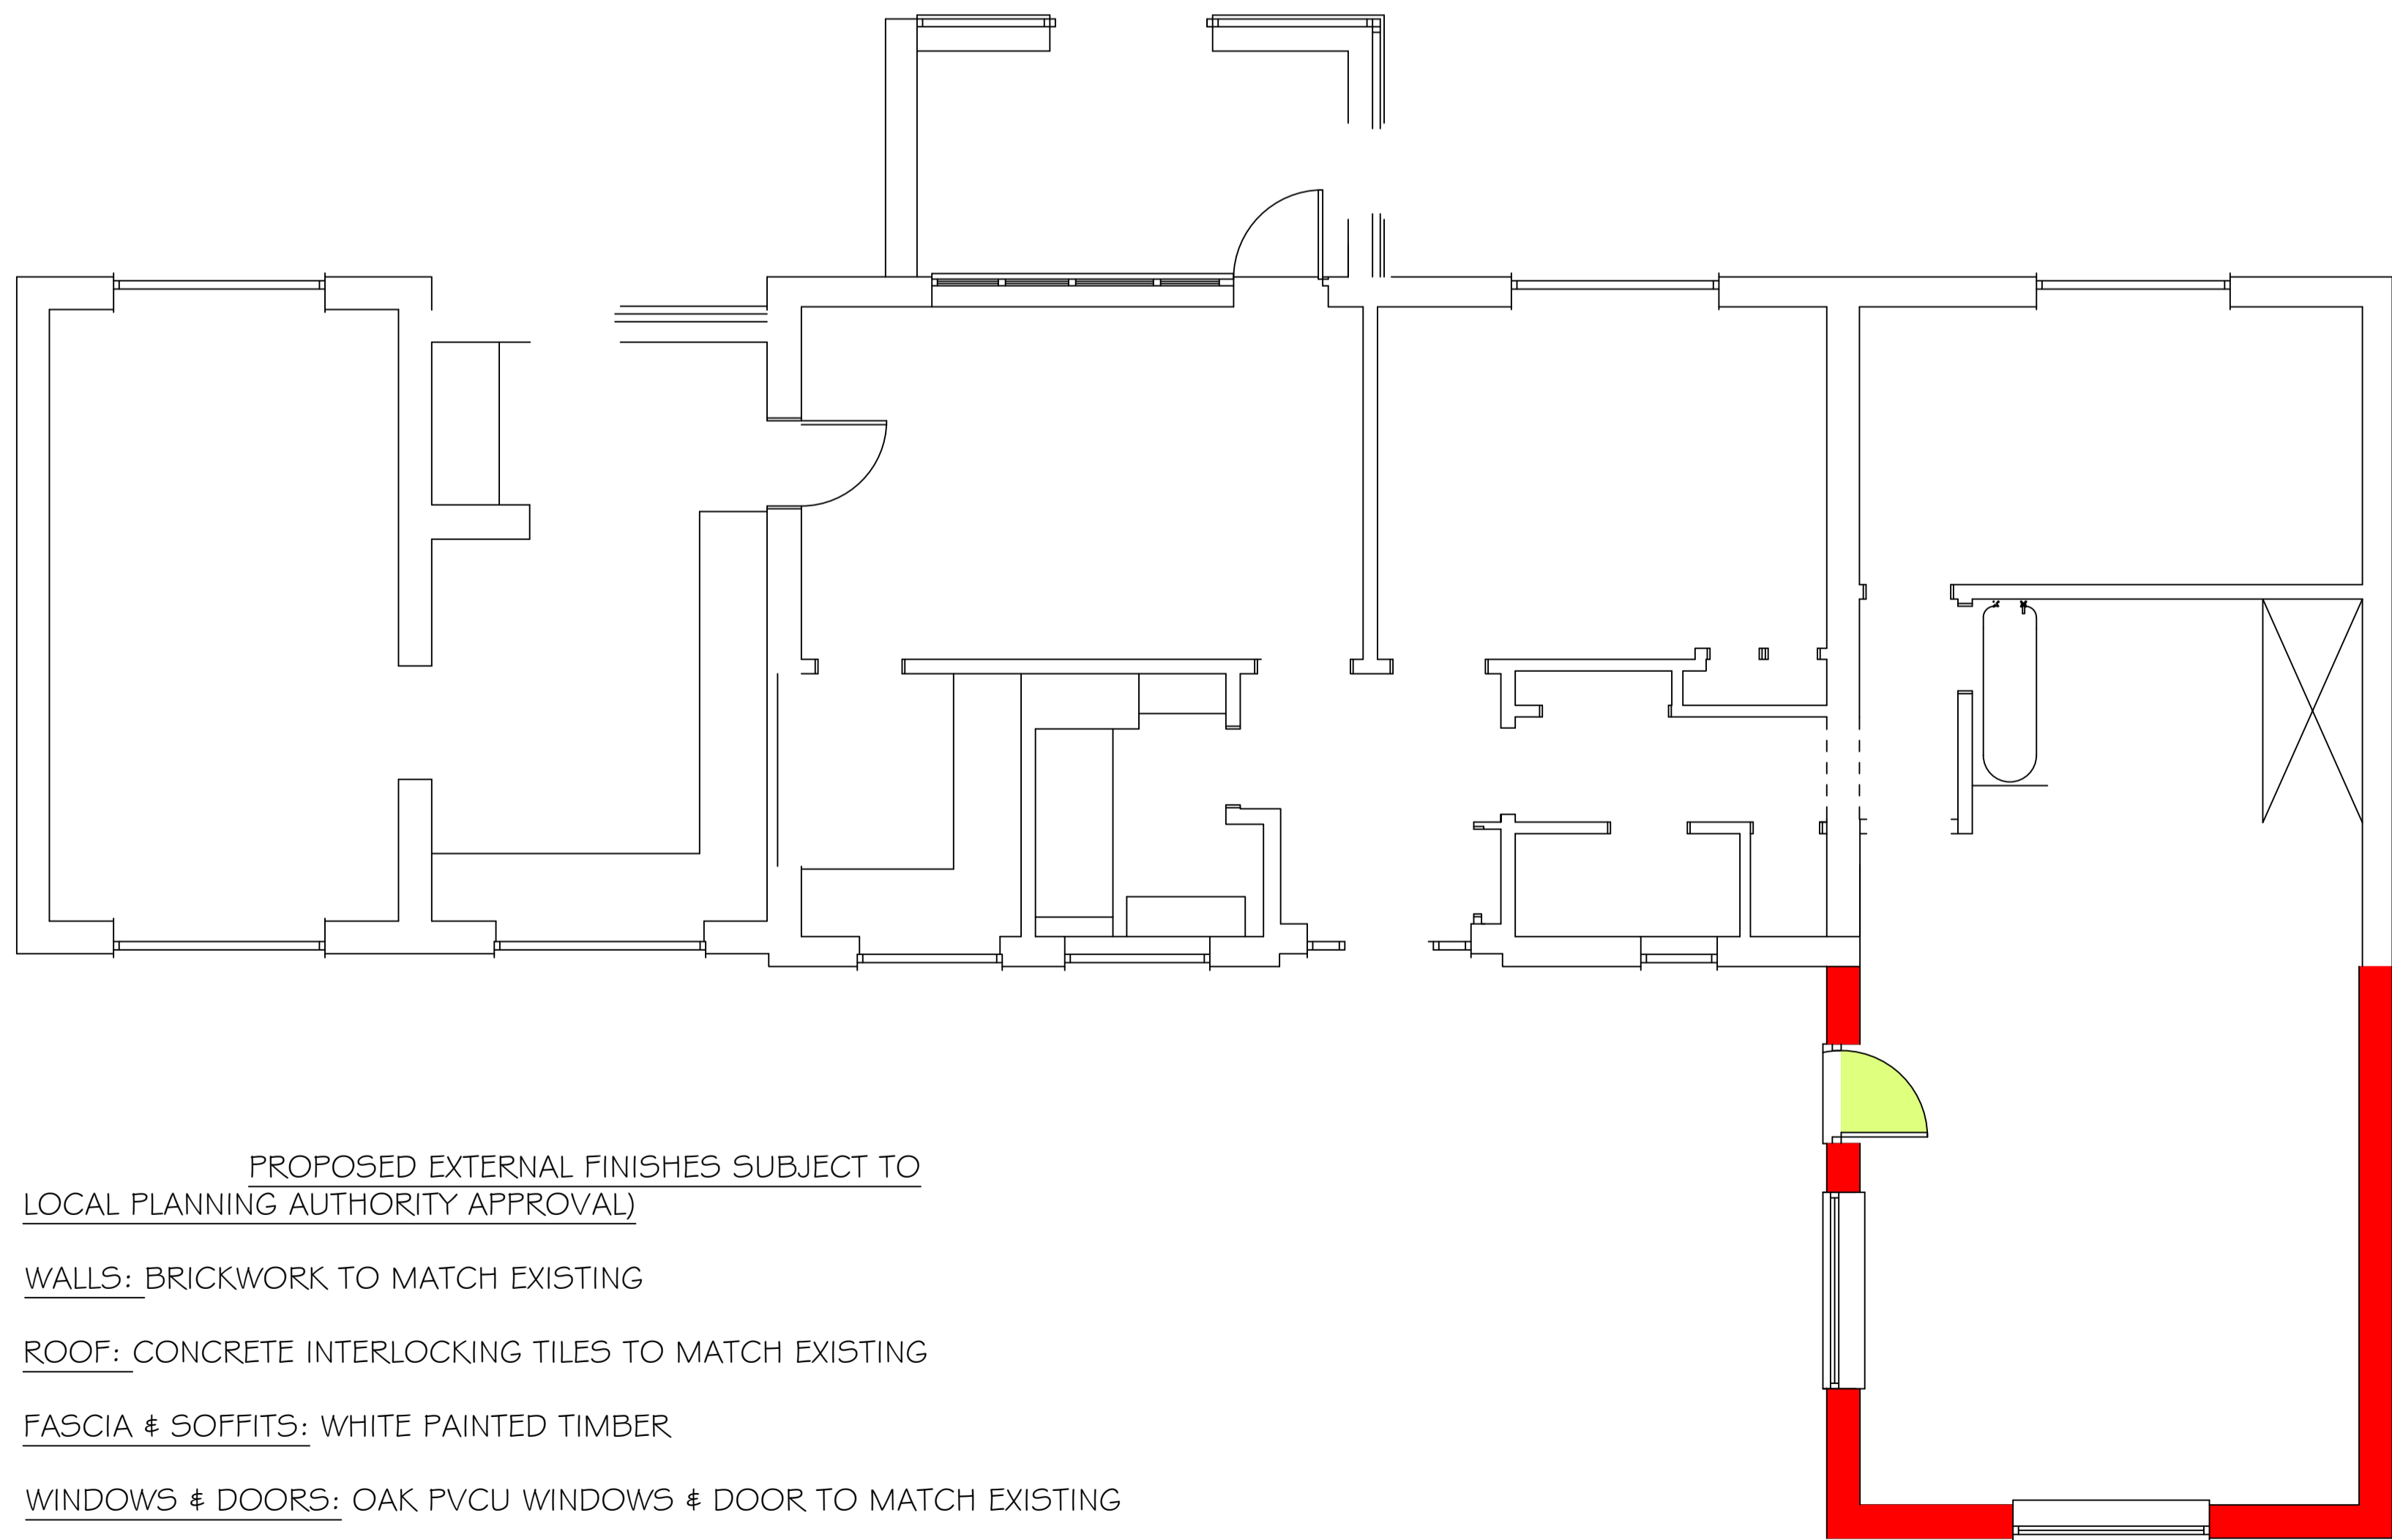 PROPOSED EXTERNAL FINISHES SUBJECT TO
LOCAL PLANNING AUTHORITY APPROVAL)
WALLS: BRICKWORK TO MATCH EXISTING
ROOF: CONCRETE INTERLOCKING TILES TO MATCH EXISTING
FASCIA & SOFFITS: WHITE PAINTED TIMBER
WINDOWS & DOORS: OAK PVCU WINDOWS & DOOR TO MATCH EXISTING